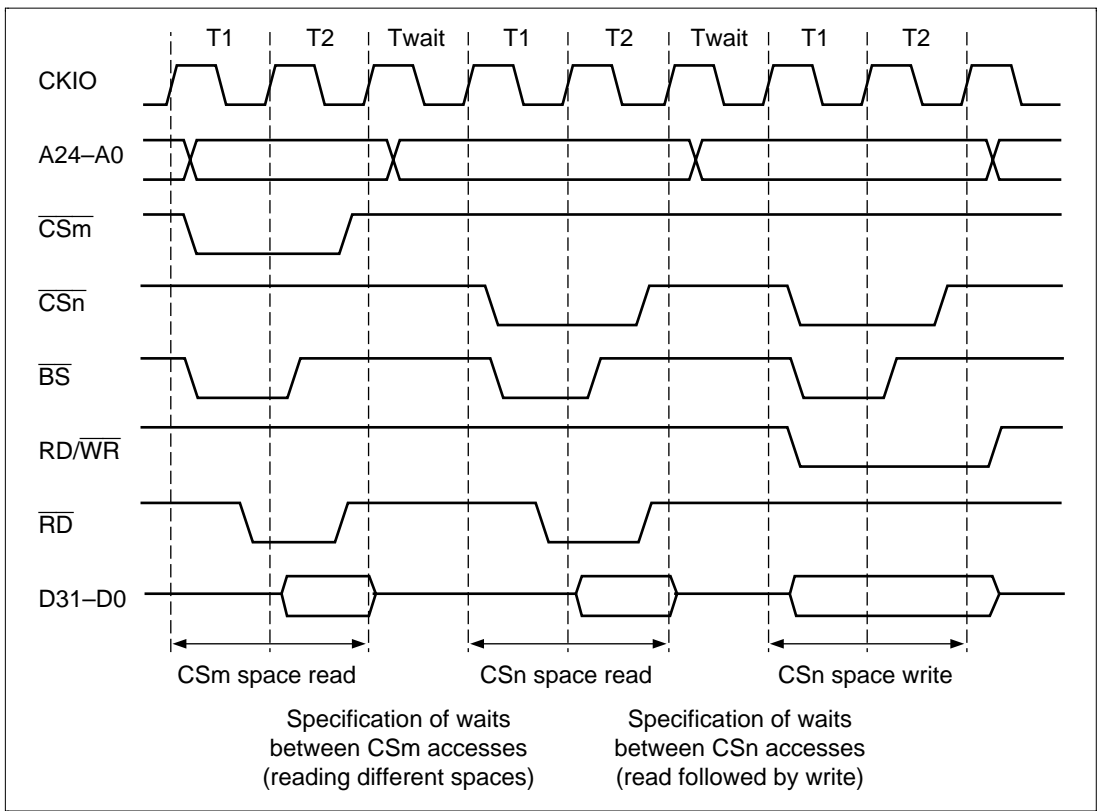 T1 T2 Twait T1 T2 Twait T1 T2
CKIO
A24–A0
CSm
CSn
BS
RD/WR
RD
D31–D0
CSm space read CSn space read CSn space write
Specification of waits
between CSm accesses
(reading different spaces)
Specification of waits
between CSn accesses
(read followed by write)